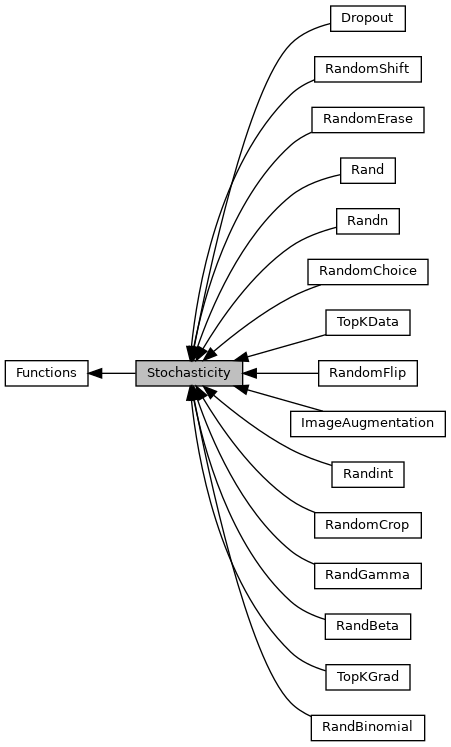 Dropout
RandomShift
RandomErase
Rand
Randn
RandomChoice
TopKData
Functions
Stochasticity
RandomFlip
ImageAugmentation
Randint
RandomCrop
RandGamma
RandBeta
TopKGrad
RandBinomial